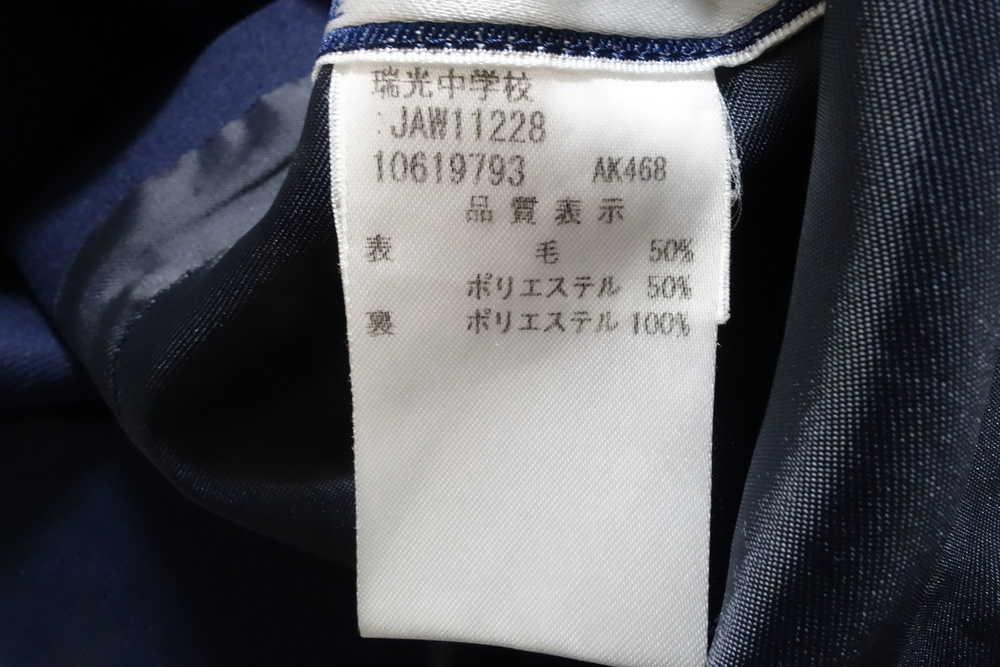 瑞光中学校
:JAW11228
10619793 AK468
品質表示
表 毛 50%
ポリエステル 50%
裏 ポリエステル 100%